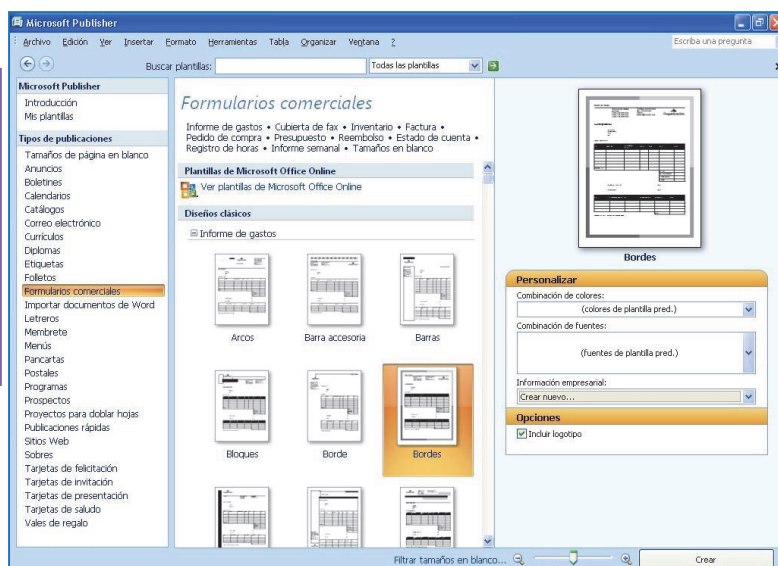 Microsoft Publisher
Archivo Edición Ver Insertar Formato Herramientas Tabla Organizar Ventana ?
Escriba una pregunta
Buscar plantillas:
Todas las plantillas
Microsoft Publisher
Introducción
Mis plantillas
Tipos de publicaciones
Tamaños de página en blanco
Anuncios
Boletines
Calendarios
Catálogos
Correo electrónico
Currículos
Diplomas
Etiquetas
Folletos
Formularios comerciales
Importar documentos de Word
Letreros
Membrete
Menús
Pancartas
Postales
Programas
Prospectos
Proyectos para doblar hojas
Publicaciones rápidas
Sitios Web
Sobres
Tarjetas de felicitación
Tarjetas de invitación
Tarjetas de presentación
Tarjetas de saludo
Vales de regalo
Formularios comerciales
Informe de gastos • Cubierta de fax • Inventario • Factura •
Pedido de compra • Presupuesto • Reembolso • Estado de cuenta •
Registro de horas • Informe semanal • Tamaños en blanco
Plantillas de Microsoft Office Online
Ver plantillas de Microsoft Office Online
Diseños clásicos
Informe de gastos
Arcos
Barra accesoria
Barras
Bloques
Borde
Bordes
Bordes
Personalizar
Combinación de colores:
(colores de plantilla pred.)
Combinación de fuentes:
(fuentes de plantilla pred.)
Información empresarial:
Crear nuevo...
Opciones
Incluir logotipo
Filtrar tamaños en blanco...
Crear